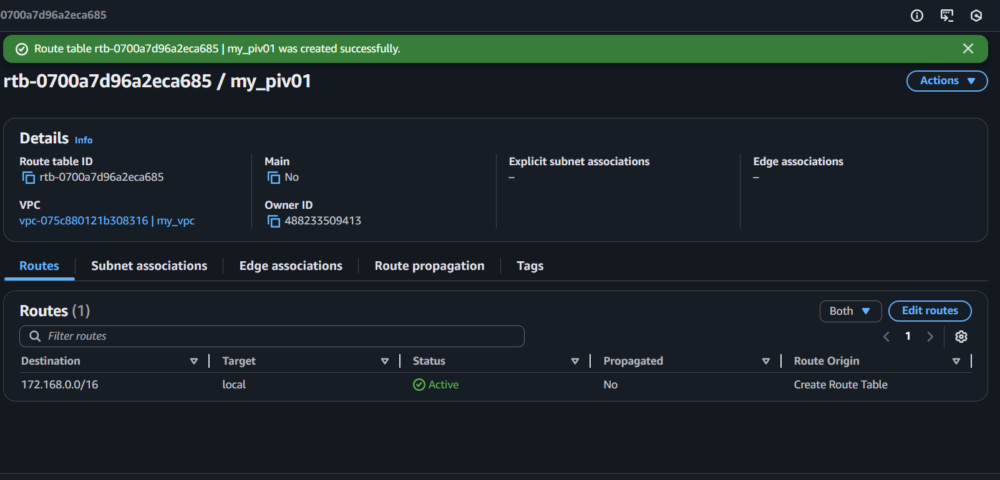 0700a7d96a2eca685
Route table rtb-0700a7d96a2eca685 | my_piv01 was created successfully.
rtb-0700a7d96a2eca685 / my_piv01
Actions
Details Info
Route table ID
rtb-0700a7d96a2eca685
Main
No
Explicit subnet associations
–
Edge associations
–
VPC
vpc-075c880121b308316 | my_vpc
Owner ID
488233509413
Routes
Subnet associations
Edge associations
Route propagation
Tags
Routes (1)
Both
Edit routes
Filter routes
1
Destination Target Status Propagated Route Origin
172.168.0.0/16 local Active No Create Route Table